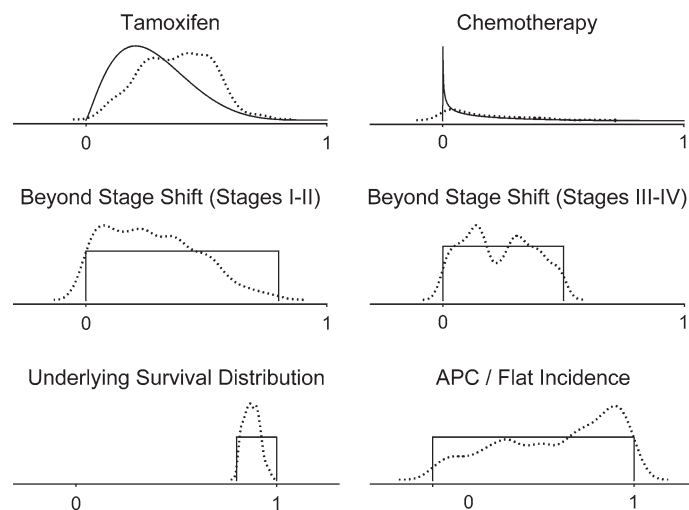 Tamoxifen
Chemotherapy
0 1
0 1
Beyond Stage Shift (Stages I-II)
Beyond Stage Shift (Stages III-IV)
0 1
0 1
Underlying Survival Distribution
APC / Flat Incidence
0 1
0 1